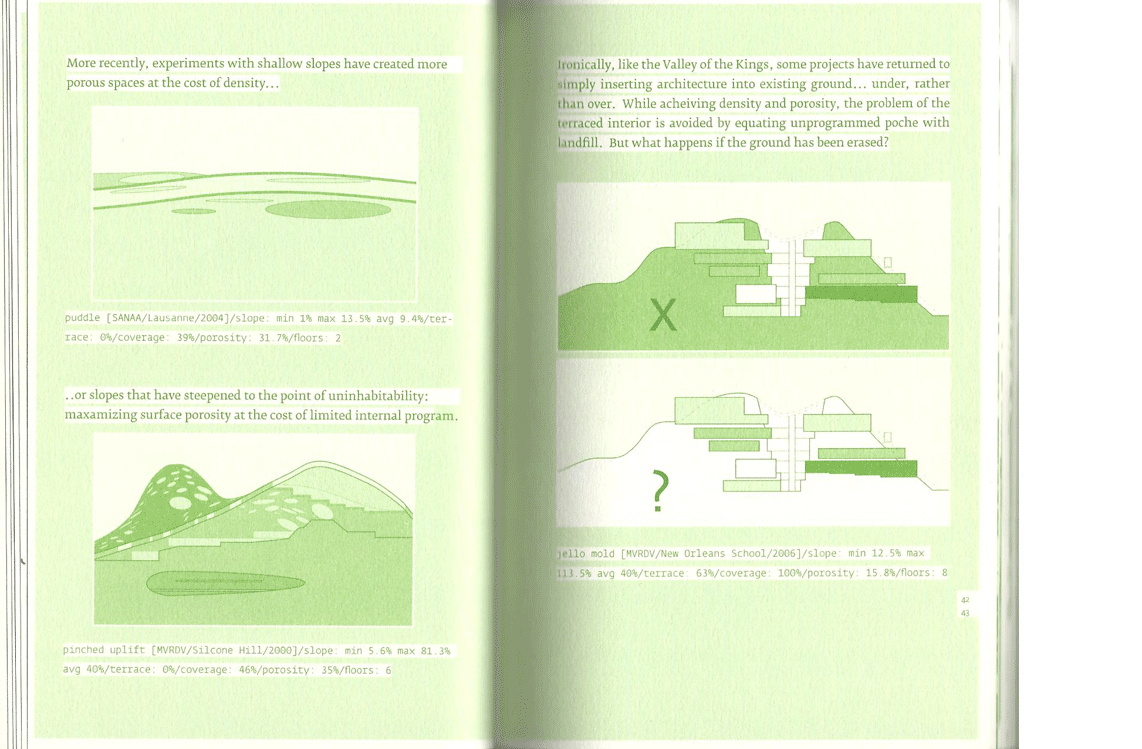 More recently, experiments with shallow slopes have created more
porous spaces at the cost of density...
puddle [SANAA/Lausanne/2004]/slope: min 1% max 13.5% avg 9.4%/ter-
race: 0%/coverage: 39%/porosity: 31.7%/floors: 2
..or slopes that have steepened to the point of uninhabitability:
maxamizing surface porosity at the cost of limited internal program.
pinched uplift [MVRDV/Silcone Hill/2000]/slope: min 5.6% max 81.3%
avg 40%/terrace: 0%/coverage: 46%/porosity: 35%/floors: 6
Ironically, like the Valley of the Kings, some projects have returned to
simply inserting architecture into existing ground... under, rather
than over. While acheiving density and porosity, the problem of the
terraced interior is avoided by equating unprogrammed poche with
landfill. But what happens if the ground has been erased?
X
?
jello mold [MVRDV/New Orleans School/2006]/slope: min 12.5% max
113.5% avg 40%/terrace: 63%/coverage: 100%/porosity: 15.8%/floors: 8
42
43